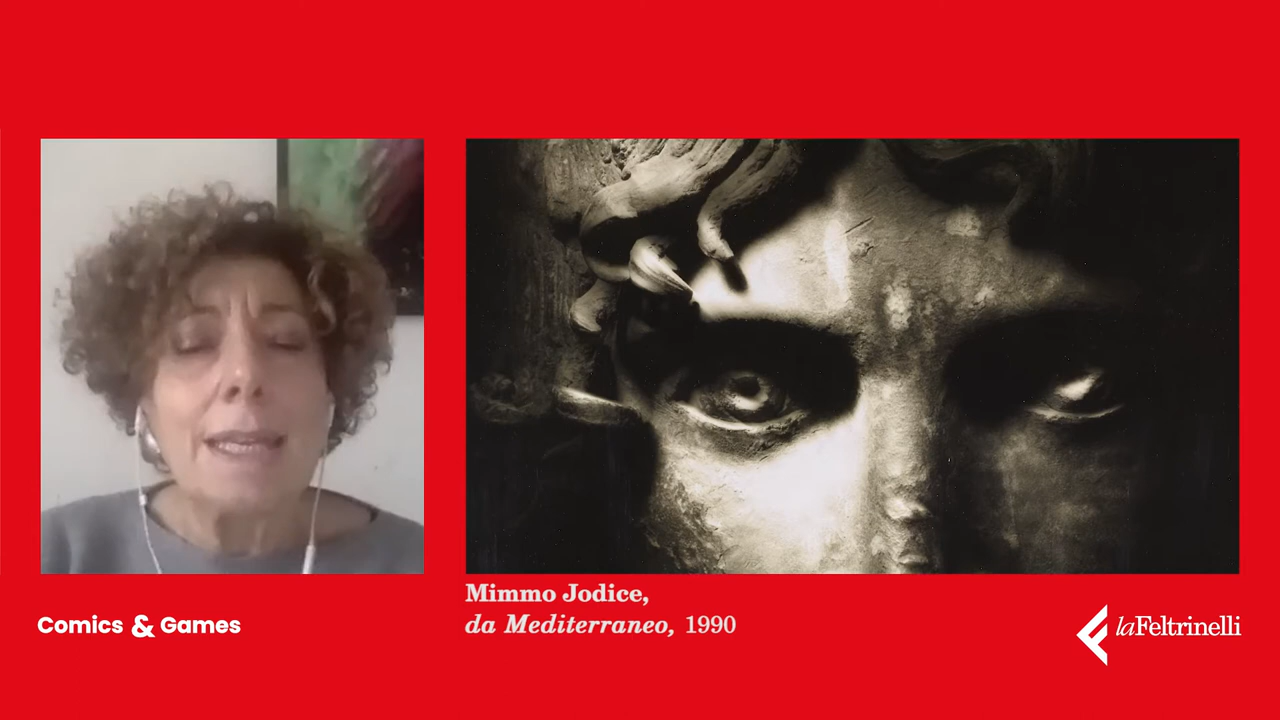 Mimmo Jodice,
da Mediterraneo, 1990
Comics & Games
laFeltrinelli